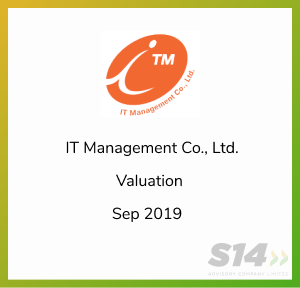 TM
IT Management Co., Ltd.
IT Management Co., Ltd.
Valuation
Sep 2019
S14
ADVISORY COMPANY LIMITED